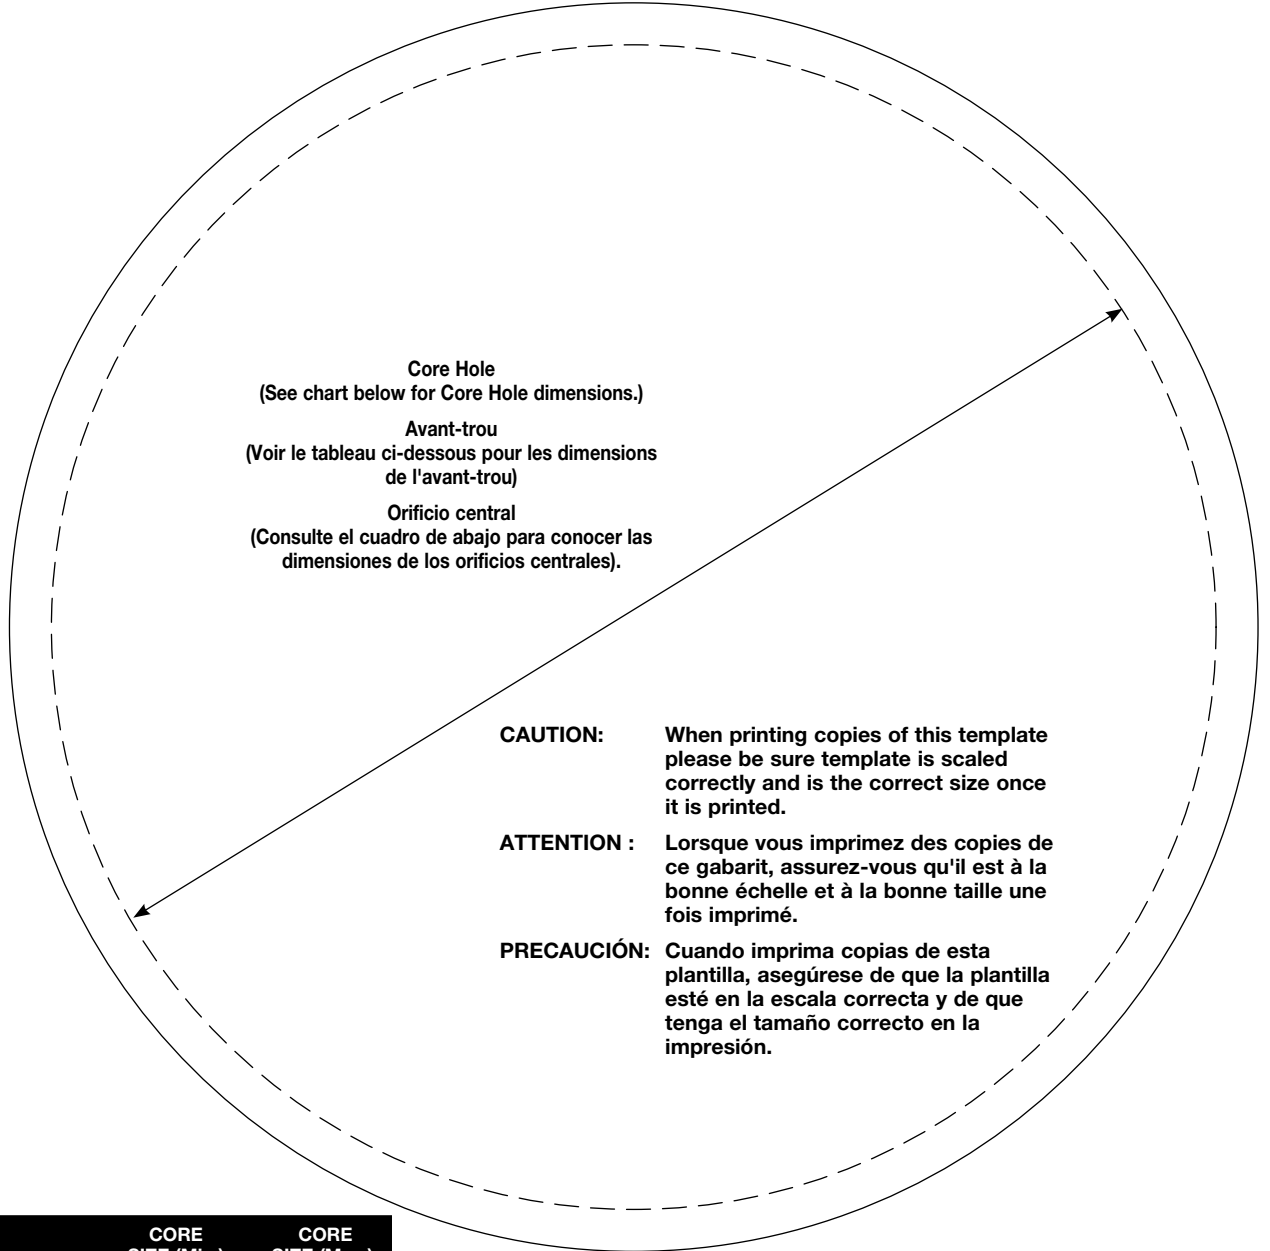 Core Hole
(See chart below for Core Hole dimensions.)
Avant-trou
(Voir le tableau ci-dessous pour les dimensions
de l'avant-trou)
Orificio central
(Consulte el cuadro de abajo para conocer las
dimensiones de los orificios centrales).
CAUTION: When printing copies of this template
please be sure template is scaled
correctly and is the correct size once
it is printed.
ATTENTION : Lorsque vous imprimez des copies de
ce gabarit, assurez-vous qu'il est à la
bonne échelle et à la bonne taille une
fois imprimé.
PRECAUCIÓN: Cuando imprima copias de esta
plantilla, asegúrese de que la plantilla
esté en la escala correcta y de que
tenga el tamaño correcto en la
impresión.
CORE CORE